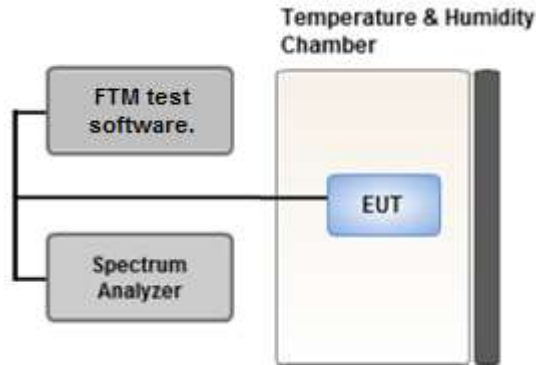 Temperature & Humidity
Chamber
FTM test
software.
EUT
Spectrum
Analyzer